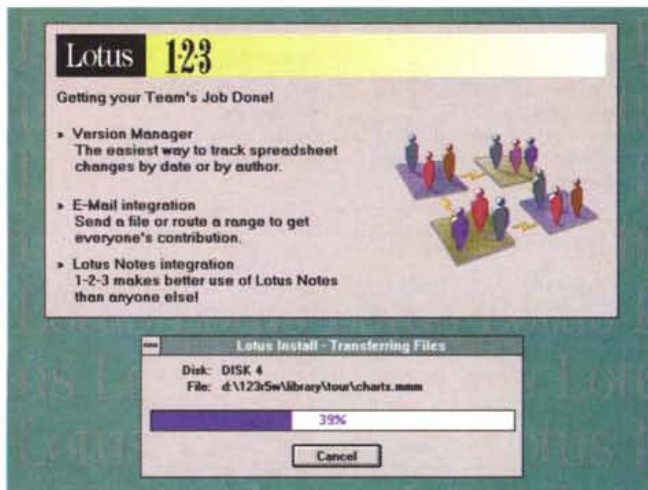 Lotus 1·2·3
Getting your Team's Job Done!
» Version Manager
The easiest way to track spreadsheet
changes by date or by author.
» E-Mail integration
Send a file or route a range to get
everyone's contribution.
» Lotus Notes integration
1-2-3 makes better use of Lotus Notes
than anyone else!
Lotus Install - Transferring Files
Disk: DISK 4
File: d:\123r5w\library\tour\charts.mmm
39%
Cancel